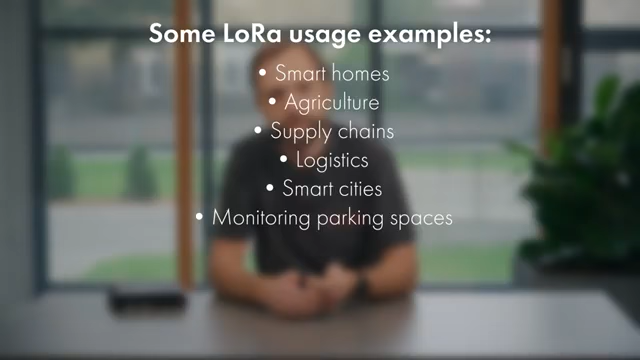 Some LoRa usage examples:
• Smart homes
• Agriculture
• Supply chains
• Logistics
• Smart cities
• Monitoring parking spaces